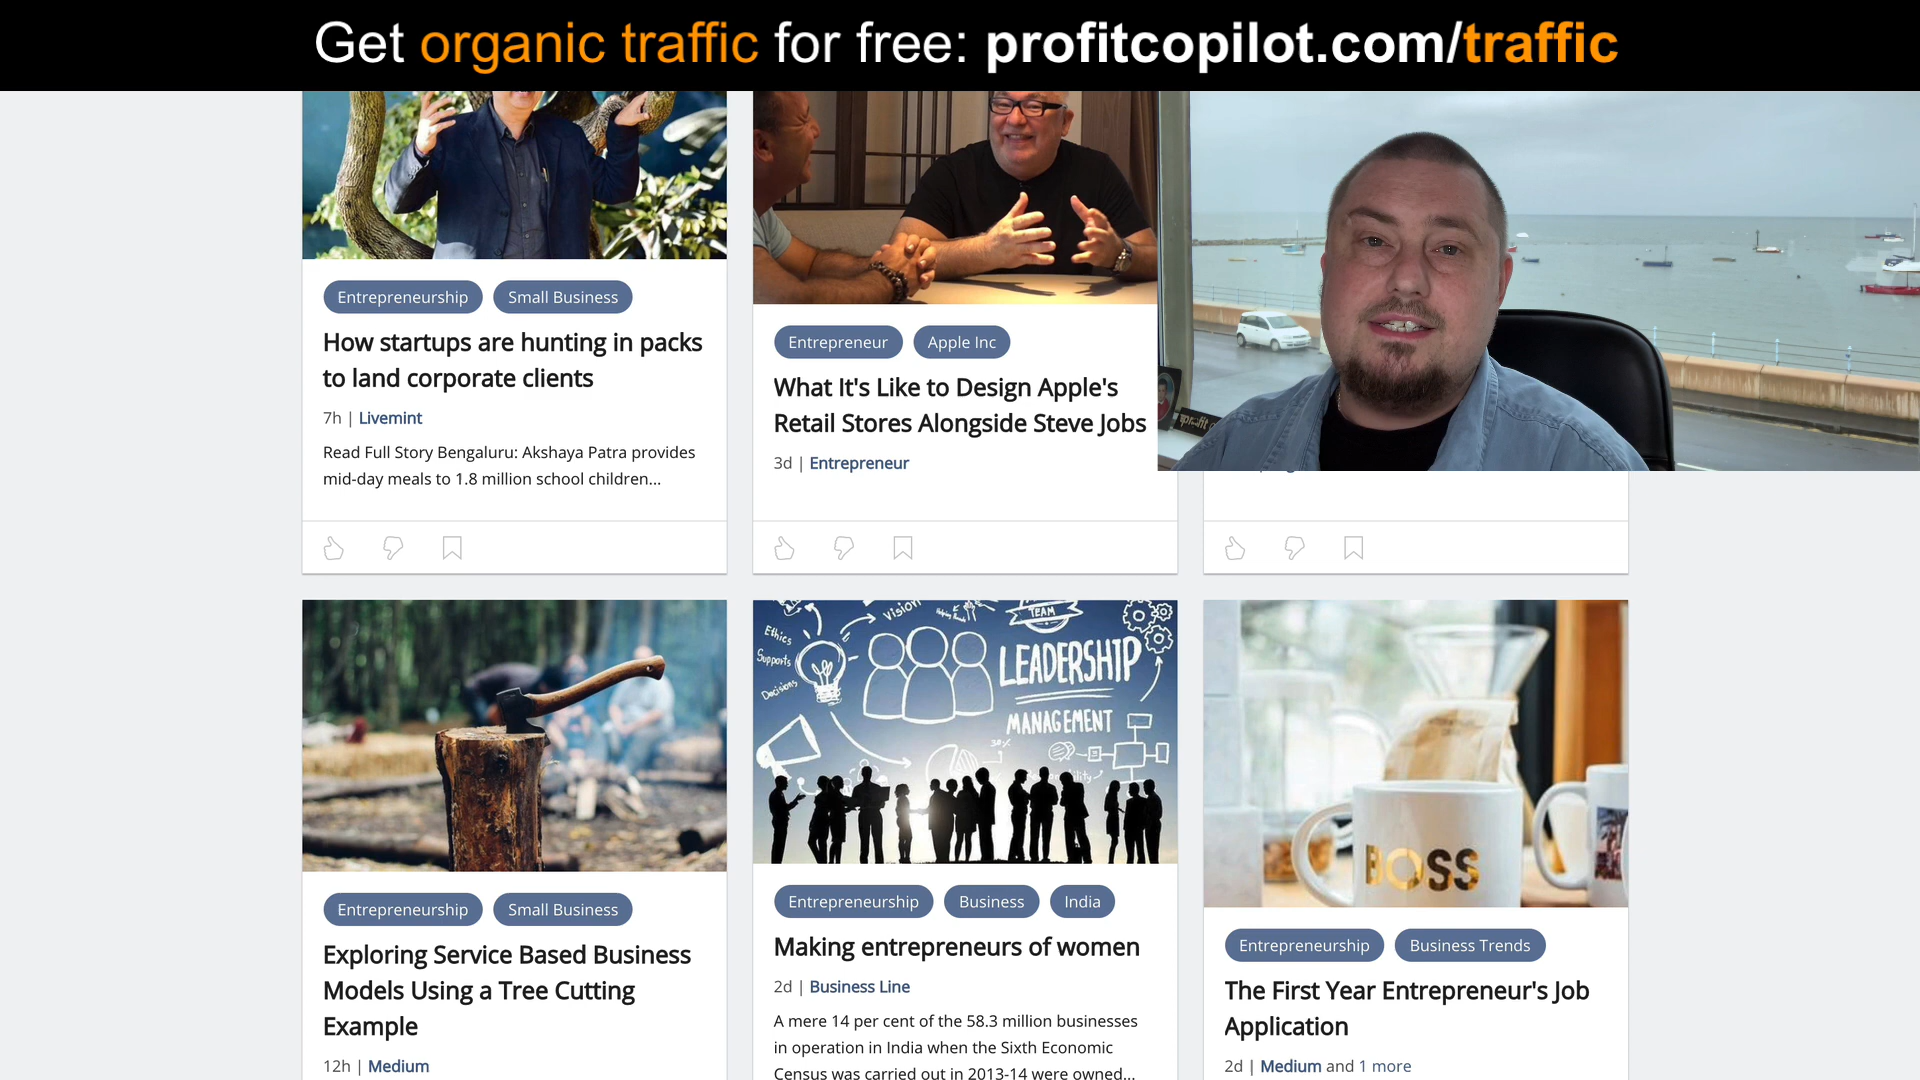 Get organic traffic for free: profitcopilot.com/traffic
Entrepreneurship
Small Business
How startups are hunting in packs
to land corporate clients
7h | Livemint
Read Full Story Bengaluru: Akshaya Patra provides
mid-day meals to 1.8 million school children...
Entrepreneur
Apple Inc
What It's Like to Design Apple's
Retail Stores Alongside Steve Jobs
3d | Entrepreneur
Entrepreneurship
Small Business
Exploring Service Based Business
Models Using a Tree Cutting
Example
12h | Medium
Vision
TEAM
Ethics
Supports
Decisions
LEADERSHIP
MANAGEMENT
30%
Entrepreneurship
Business
India
Making entrepreneurs of women
2d | Business Line
A mere 14 per cent of the 58.3 million businesses
in operation in India when the Sixth Economic
Census was carried out in 2013-14 were owned...
BOSS
Entrepreneurship
Business Trends
The First Year Entrepreneur's Job
Application
2d | Medium and 1 more